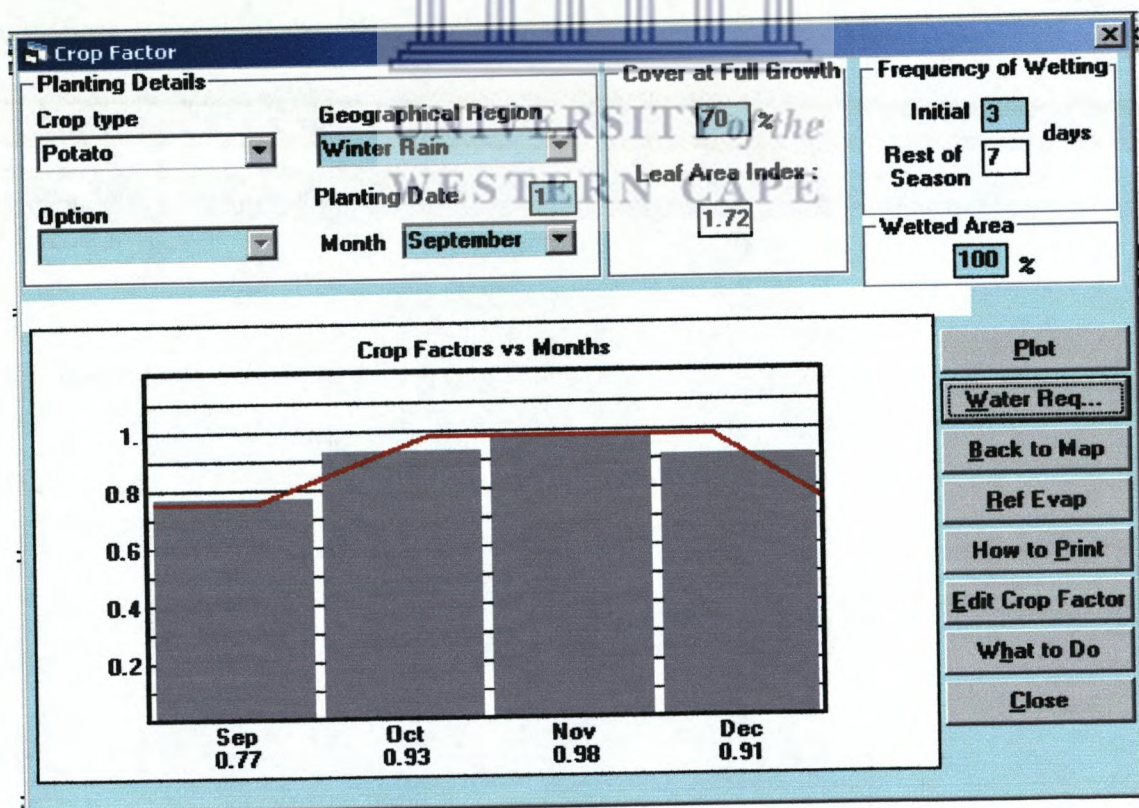 Crop Factor
Planting Details
Crop type
Potato
Option
Geographical Region
Winter Rain
Planting Date 1
Month September
Cover at Full Growth
70 %
Leaf Area Index :
1.72
Frequency of Wetting
Initial 3 days
Rest of Season 7
Wetted Area
100 %
UNIVERSITY of the
WESTERN CAPE
Crop Factors vs Months
1.
0.8
0.6
0.4
0.2
Sep Oct Nov Dec
0.77 0.93 0.98 0.91
Plot
Water Req...
Back to Map
Ref Evap
How to Print
Edit Crop Factor
What to Do
Close